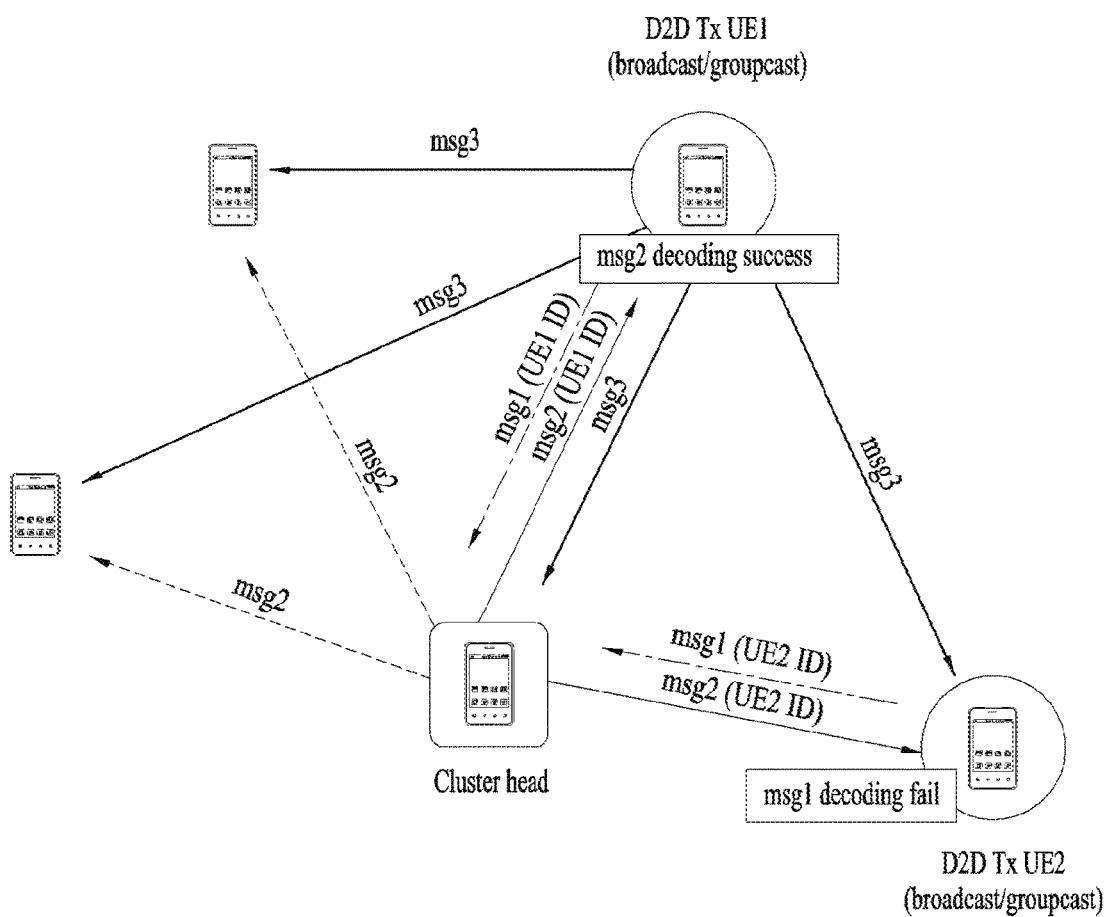 D2D Tx UE1
(broadcast/groupcast)
msg3
msg2 decoding success
msg3
msg1 (UE1 ID)
msg2 (UE1 ID)
msg3
msg3
msg2
msg2
msg1 (UE2 ID)
msg2 (UE2 ID)
Cluster head
msg1 decoding fail
D2D Tx UE2
(broadcast/groupcast)